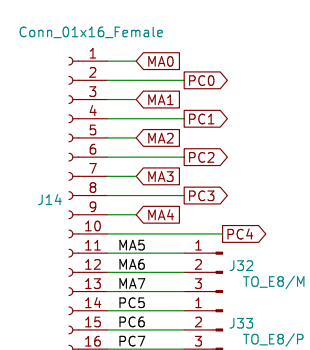 Conn_01x16_Female
1 MA0
2 PC0
3 MA1
4 PC1
5 MA2
6 PC2
7 MA3
8 PC3
J14
9 MA4
10 PC4
11 MA5 1
12 MA6 2 J32
13 MA7 3 TO_E8/M
14 PC5 1
15 PC6 2 J33
16 PC7 3 TO_E8/P